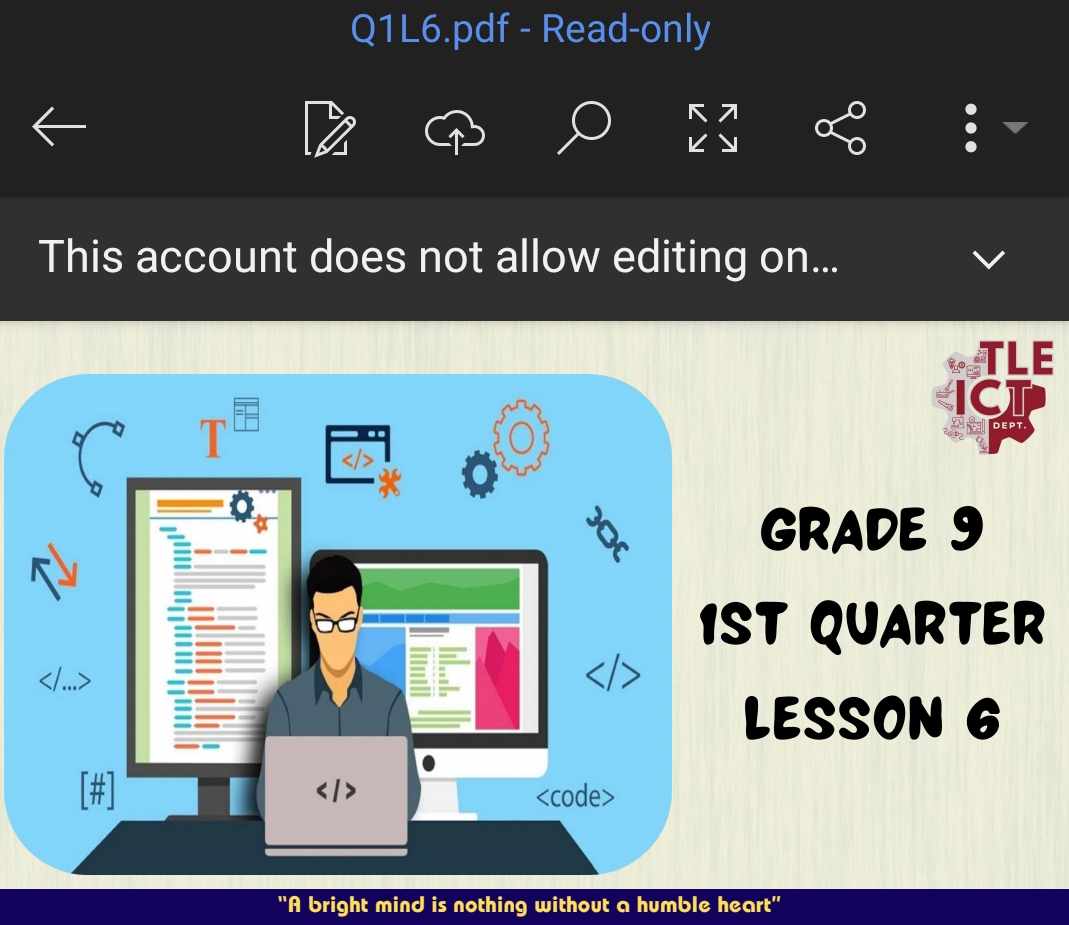 Q1L6.pdf - Read-only
This account does not allow editing on...
TLE
ICT
DEPT.
T
</>
</...>
</>
[#]
</>
<code>
GRADE 9
1ST QUARTER
LESSON 6
"A bright mind is nothing without a humble heart"